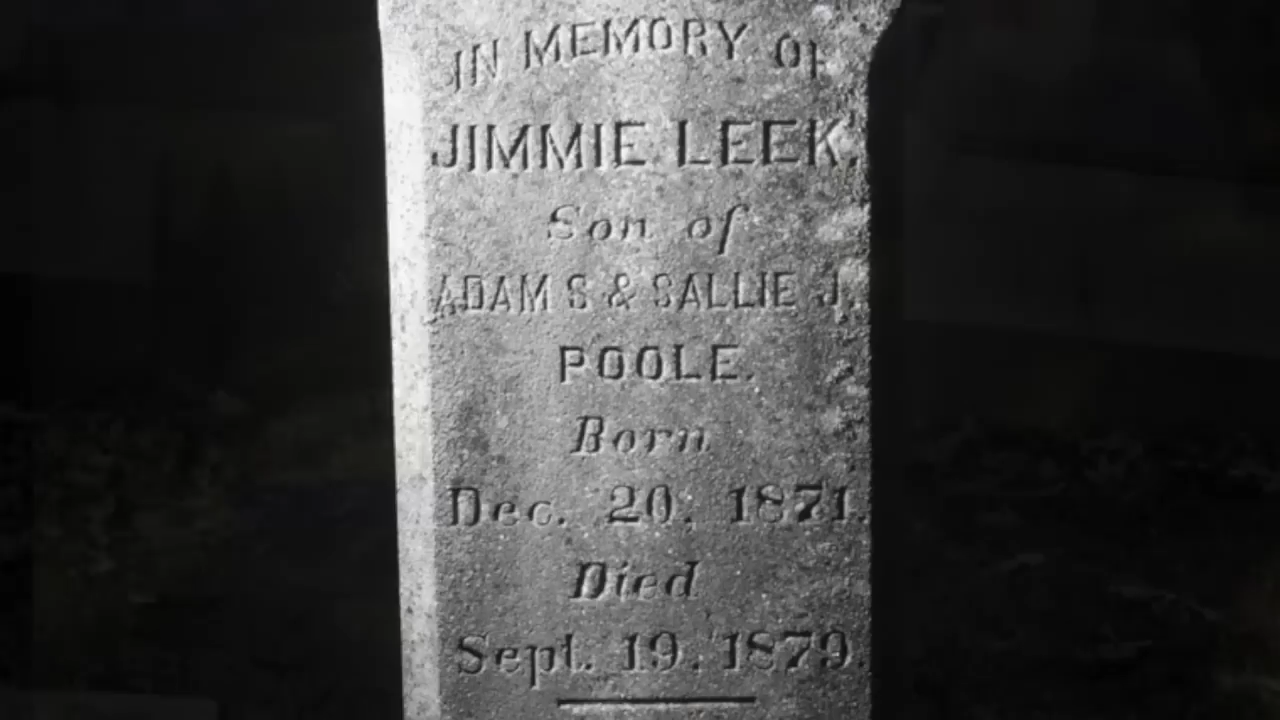 IN MEMORY OF
JIMMIE LEEK,
Son of
ADAM S & SALLIE J.
POOLE.
Born
Dec. 20, 1871.
Died
Sept. 19, 1879.